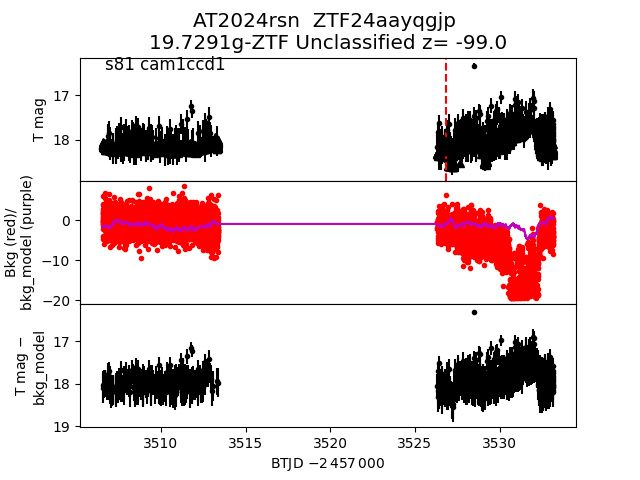 AT2024rsn  ZTF24aayqgjp
19.7291g-ZTF Unclassified z= -99.0
s81 cam1ccd1
T mag
17
18
Bkg (red)/
bkg_model (purple)
0
−10
−20
T mag −
bkg_model
17
18
19
3510
3515
3520
3525
3530
BTJD −2 457 000